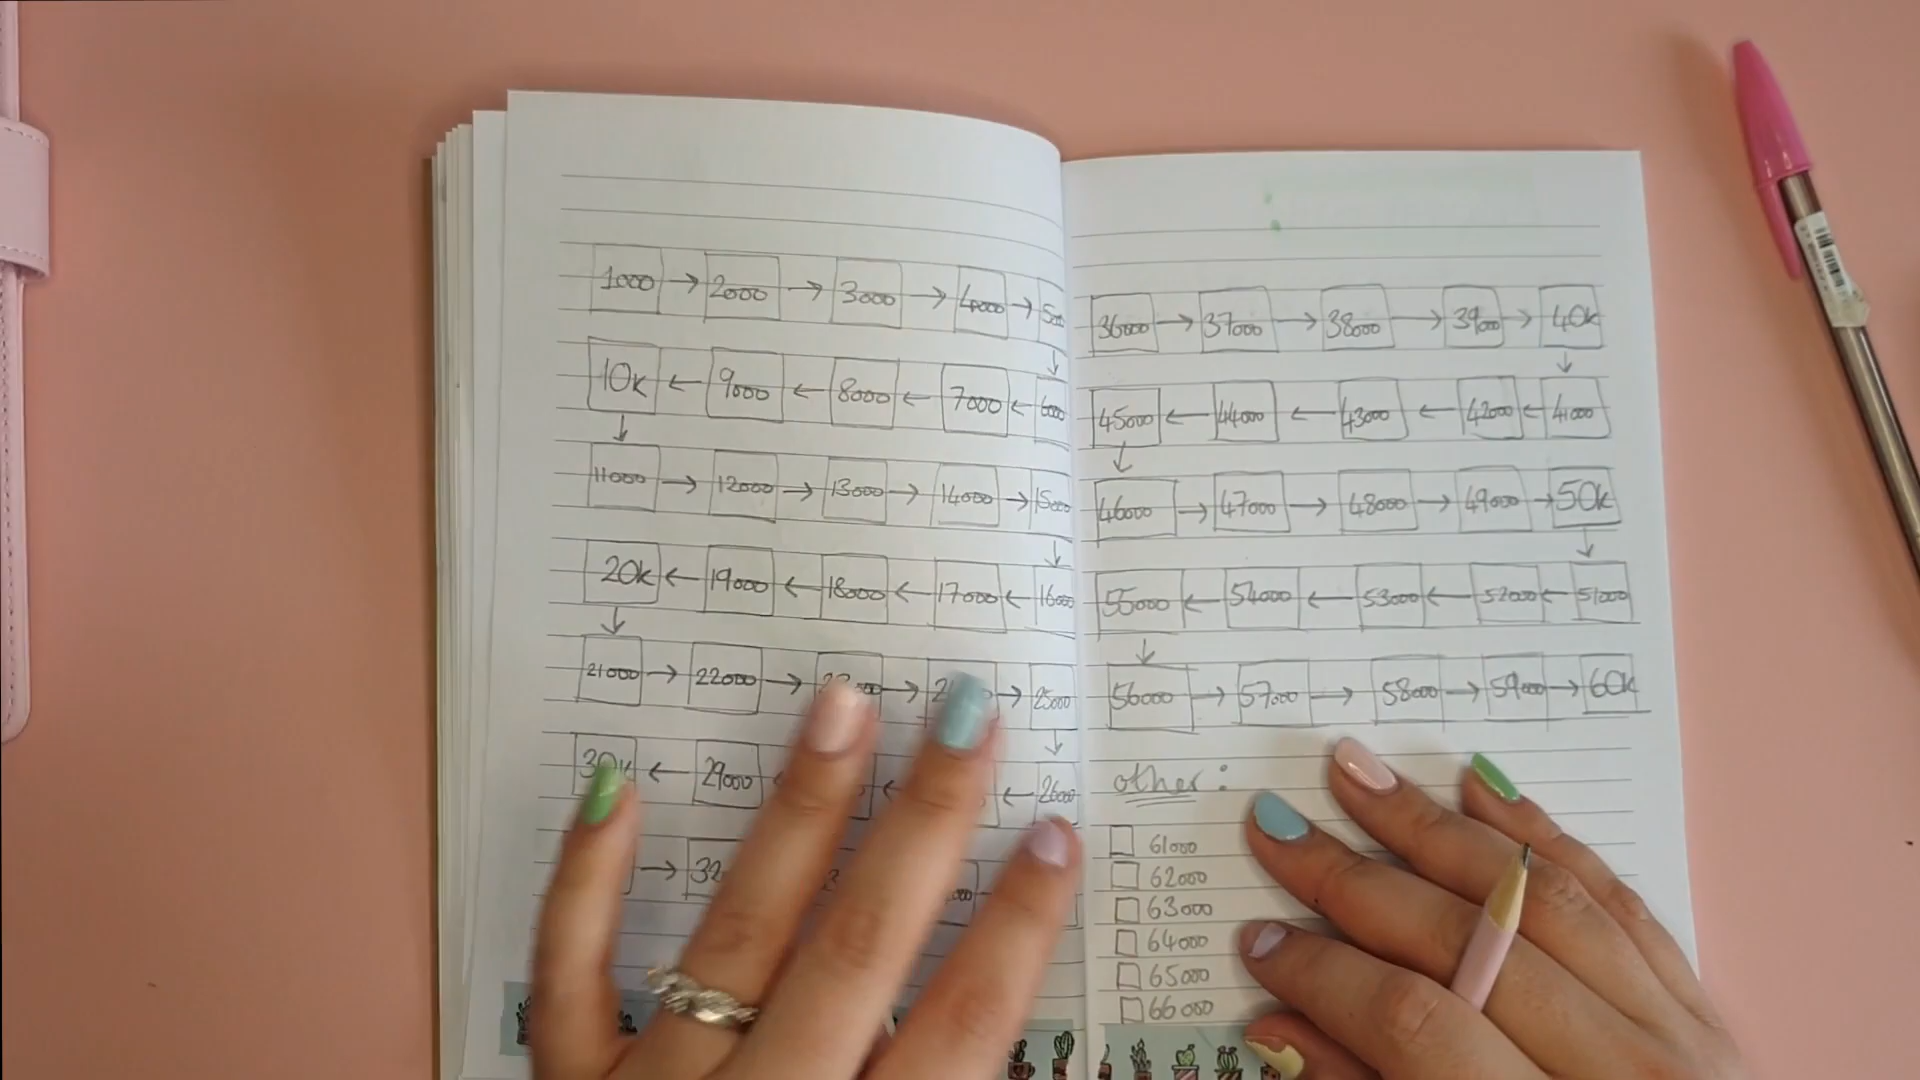 1000 → 2000 → 3000 → 4000 → 5000
10k ← 9000 ← 8000 ← 7000 ← 6000
11000 → 12000 → 13000 → 14000 → 15000
20k ← 19000 ← 18000 ← 17000 ← 16000
21000 → 22000 → → → 25000
30k ← 29000 ← ← ← 26000
→
36000 → 37000 → 38000 → 39000 → 40k
45000 ← 44000 ← 43000 ← 42000 ← 41000
46000 → 47000 → 48000 → 49000 → 50k
55000 ← 54000 ← 53000 ← 52000 ← 51000
56000 → 57000 → 58000 → 59000 → 60k
other:
61000
62000
63000
64000
65000
66000